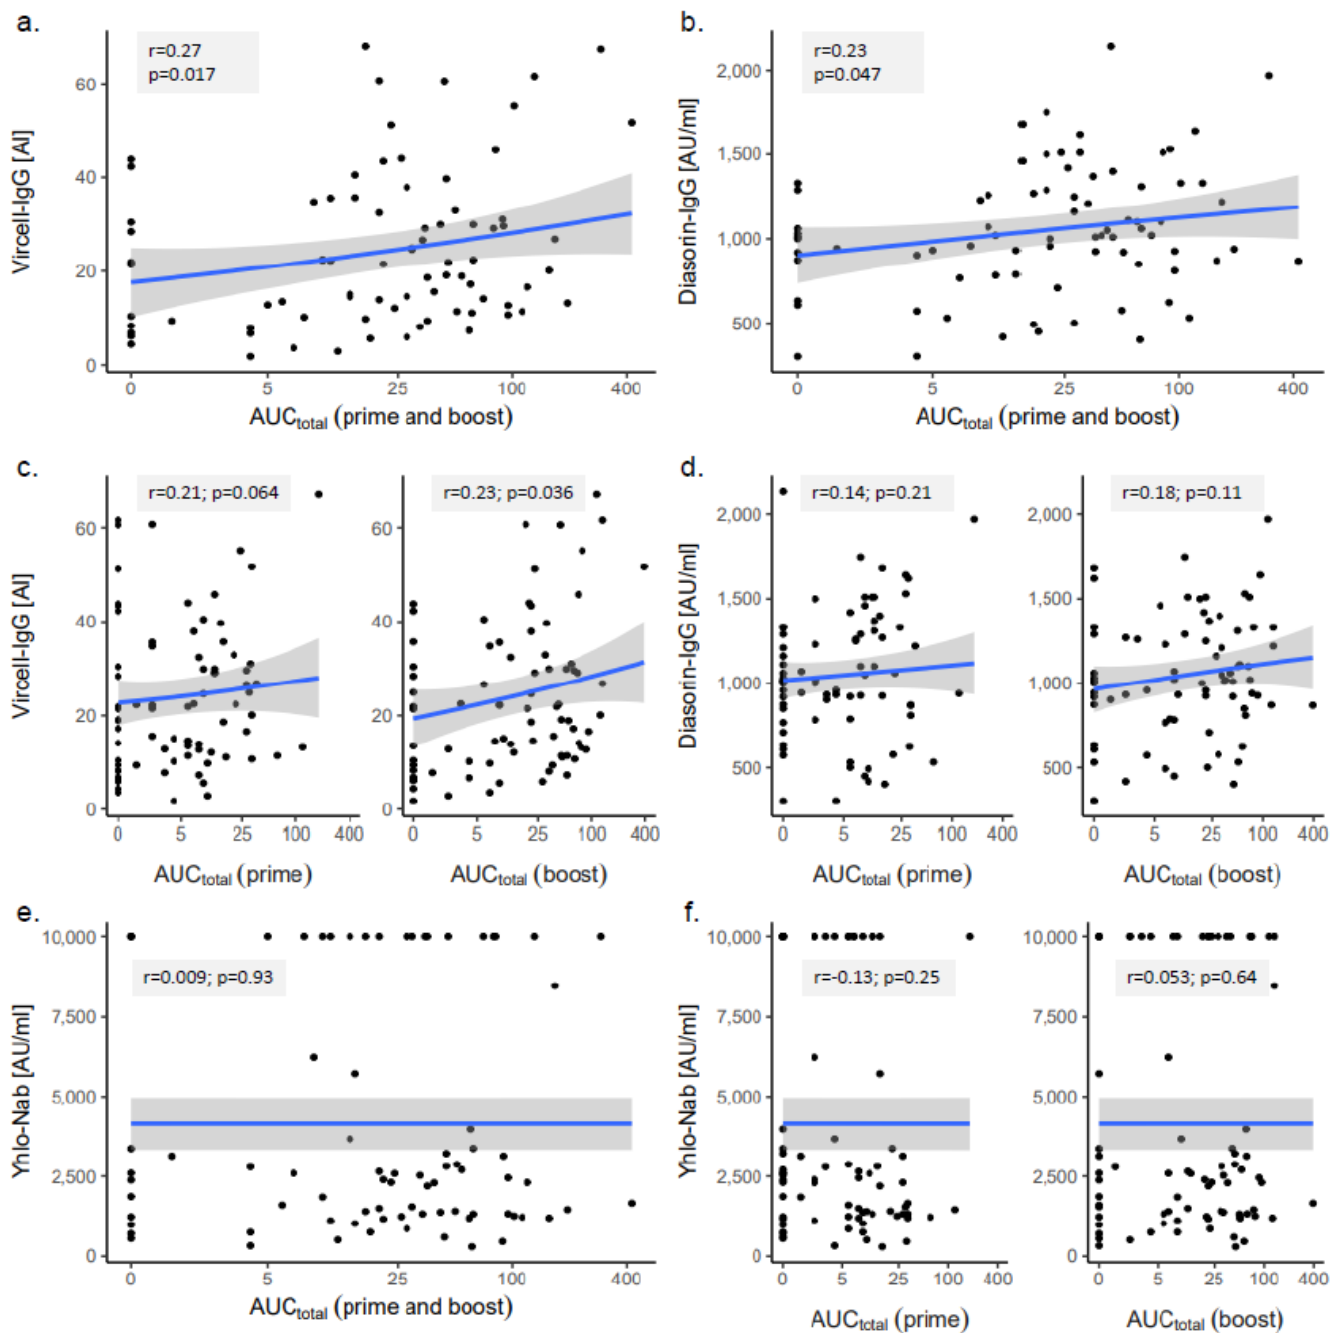 a.
r=0.27
p=0.017
Vircell-IgG [AI]
60
40
20
0
0 5 25 100 400
AUCtotal (prime and boost)
b.
r=0.23
p=0.047
Diasorin-IgG [AU/ml]
2,000
1,500
1,000
500
0 5 25 100 400
AUCtotal (prime and boost)
c.
r=0.21; p=0.064
Vircell-IgG [AI]
60
40
20
0
0 5 25 100 400
AUCtotal (prime)
r=0.23; p=0.036
60
40
20
0
0 5 25 100 400
AUCtotal (boost)
d.
r=0.14; p=0.21
Diasorin-IgG [AU/ml]
2,000
1,500
1,000
500
0 5 25 100 400
AUCtotal (prime)
r=0.18; p=0.11
2,000
1,500
1,000
500
0 5 25 100 400
AUCtotal (boost)
e.
r=0.009; p=0.93
Yhlo-Nab [AU/ml]
10,000
7,500
5,000
2,500
0
0 5 25 100 400
AUCtotal (prime and boost)
f.
r=-0.13; p=0.25
Yhlo-Nab [AU/ml]
10,000
7,500
5,000
2,500
0
0 5 25 100 400
AUCtotal (prime)
r=0.053; p=0.64
10,000
7,500
5,000
2,500
0
0 5 25 100 400
AUCtotal (boost)